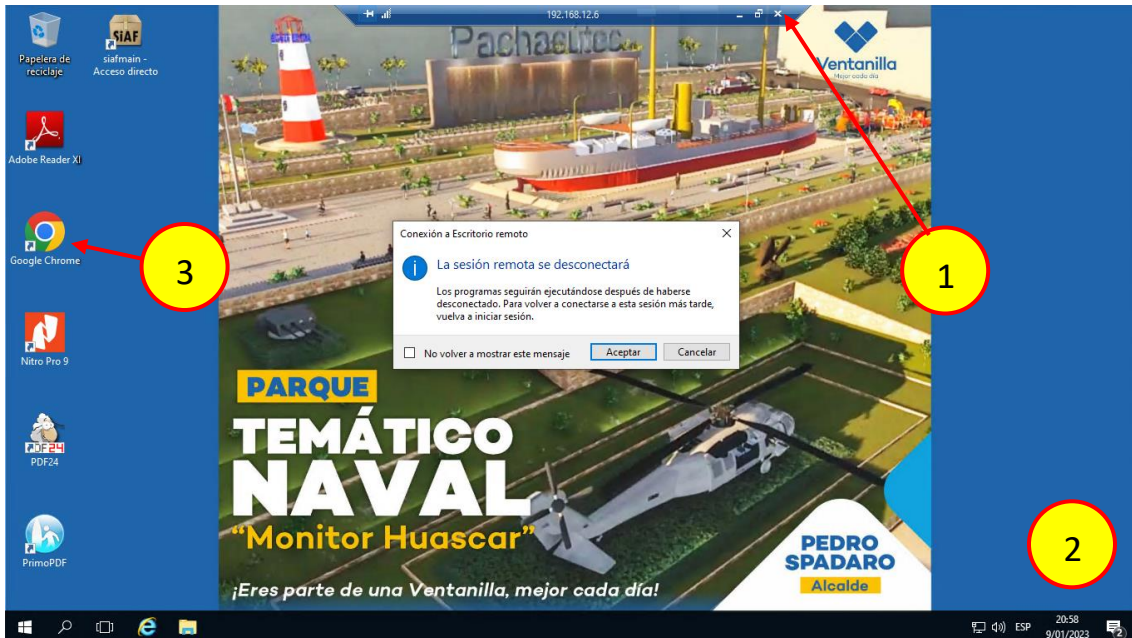 192.168.12.6
Papelera de
reciclaje
SIAF
siafmain -
Acceso directo
Adobe Reader XI
Google Chrome
Nitro Pro 9
PDF24
PDF24
PrimoPDF
Pachacútec
Ventanilla
Mejor cada día
1
3
Conexión a Escritorio remoto
La sesión remota se desconectará
Los programas seguirán ejecutándose después de haberse
desconectado. Para volver a conectarse a esta sesión más tarde,
vuelva a iniciar sesión.
No volver a mostrar este mensaje
Aceptar
Cancelar
PARQUE
TEMÁTICO
NAVAL
“Monitor Huascar”
¡Eres parte de una Ventanilla, mejor cada día!
PEDRO
SPADARO
Alcalde
2
ESP
20:58
9/01/2023
2